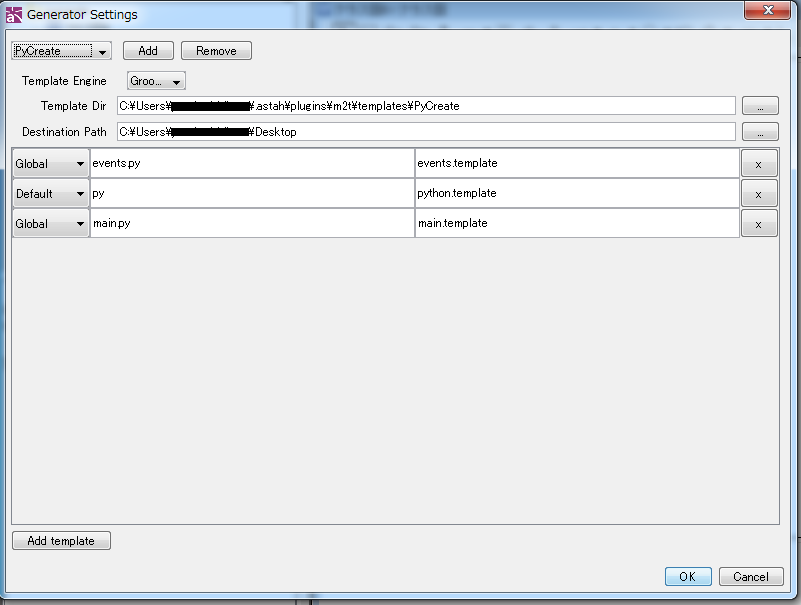 Generator Settings
PyCreate Add Remove
Template Engine Groo...
Template Dir C:¥Users¥ ¥.astah¥plugins¥m2t¥templates¥PyCreate ...
Destination Path C:¥Users¥ ¥Desktop ...
Global events.py events.template x
Default py python.template x
Global main.py main.template x
Add template
OK Cancel